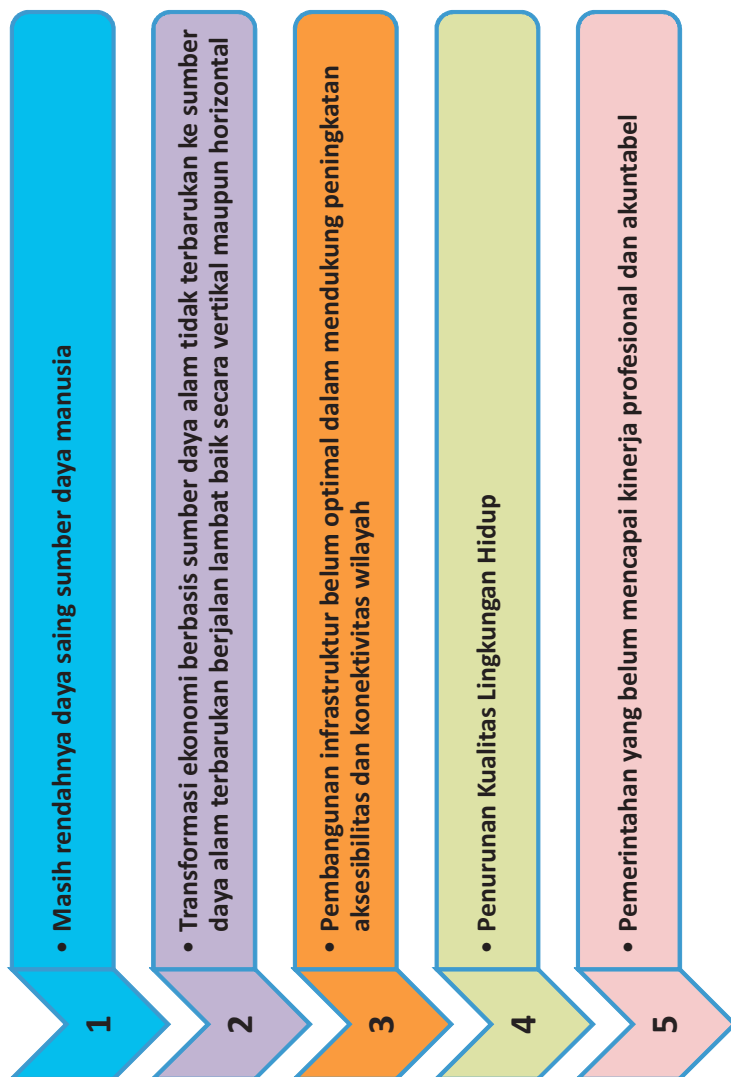 1
• Masih rendahnya daya saing sumber daya manusia
2
• Transformasi ekonomi berbasis sumber daya alam tidak terbarukan ke sumber
daya alam terbarukan berjalan lambat baik secara vertikal maupun horizontal
3
• Pembangunan infrastruktur belum optimal dalam mendukung peningkatan
aksesibilitas dan konektivitas wilayah
4
• Penurunan Kualitas Lingkungan Hidup
5
• Pemerintahan yang belum mencapai kinerja profesional dan akuntabel